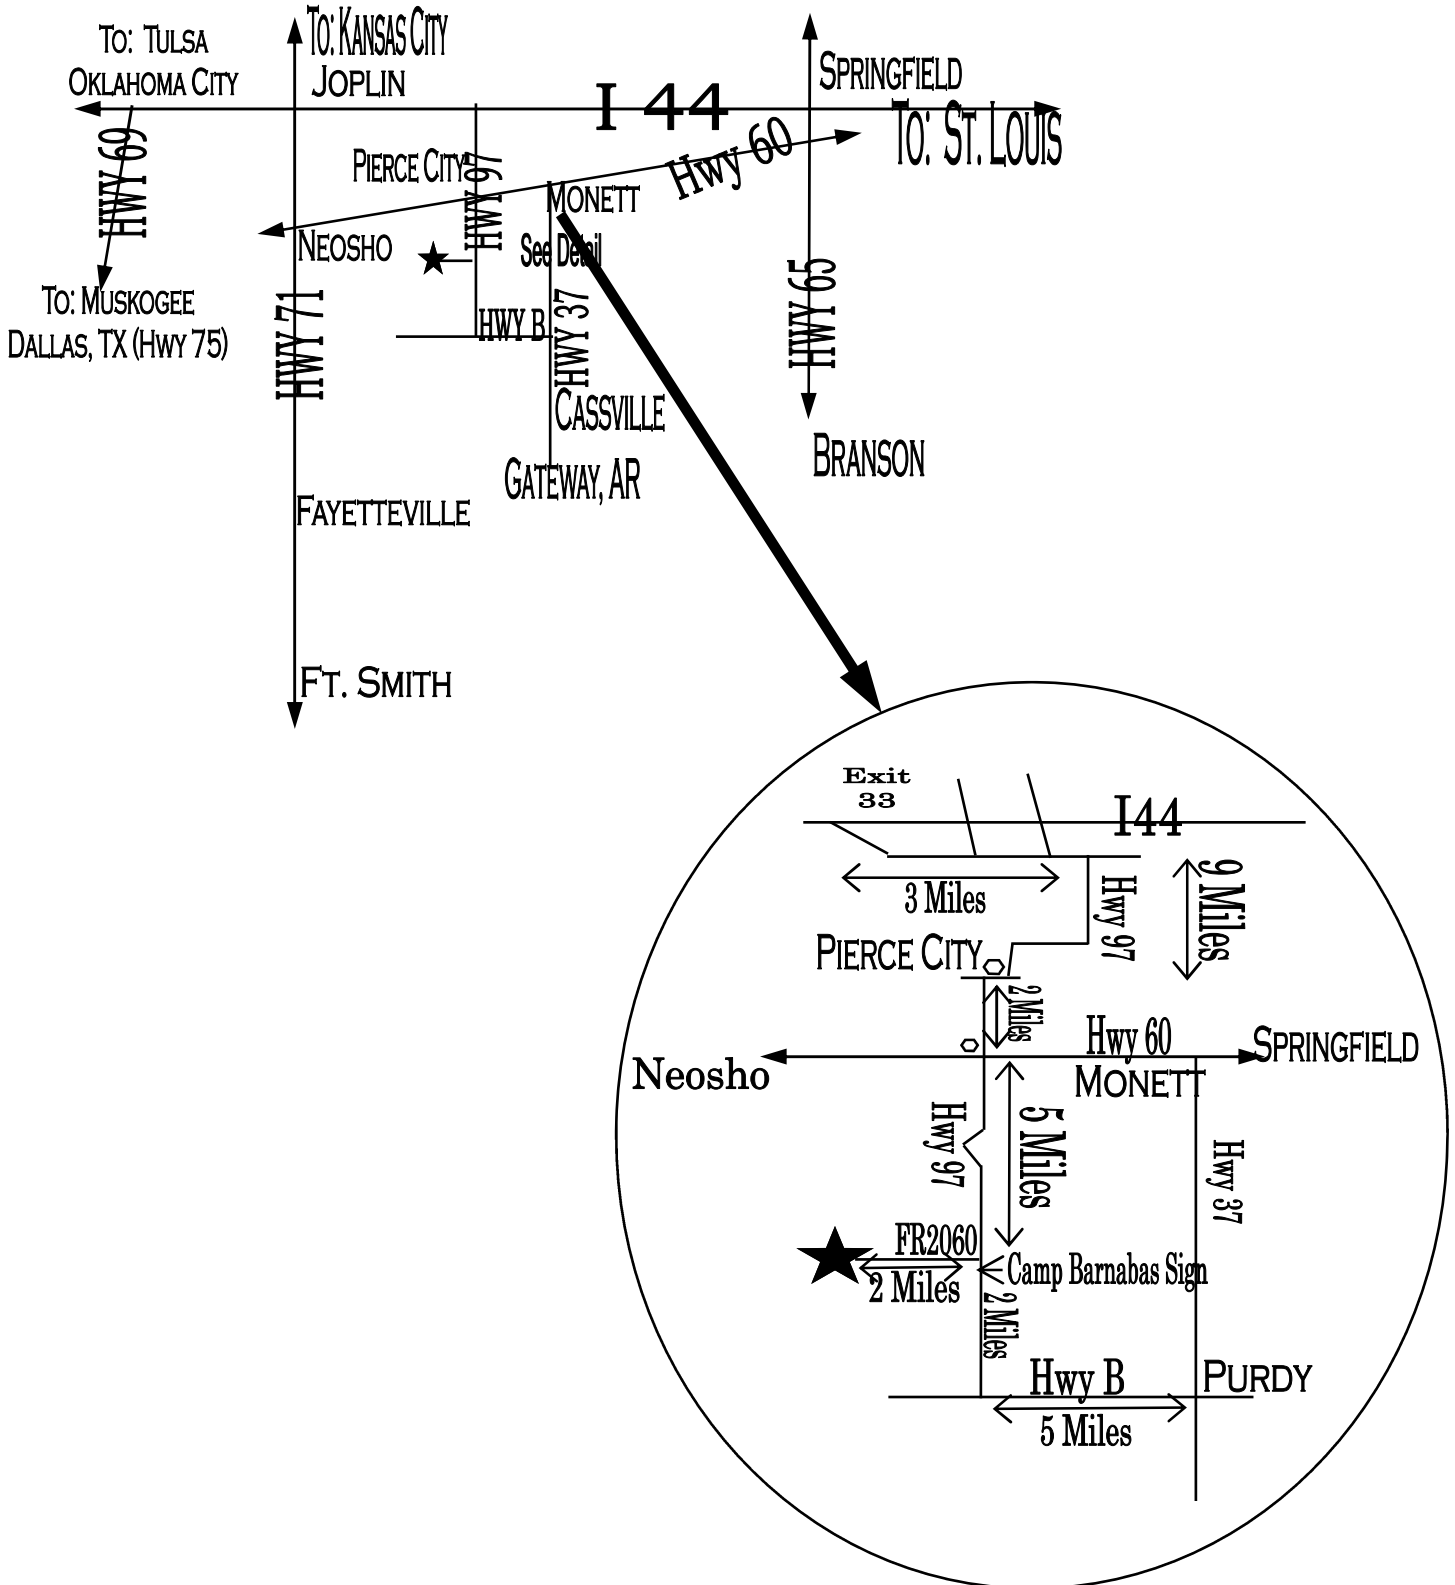 To: Kansas City
To: Tulsa
Oklahoma City
Joplin
Springfield
I 44
To: St. Louis
HWY 69
Pierce City
HWY 97
Hwy 60
Monett
Neosho
See Detail
To: Muskogee
Dallas, TX (Hwy 75)
HWY 71
HWY B
HWY 37
HWY 65
Cassville
Branson
Gateway, AR
Fayetteville
Ft. Smith
Exit
33
I44
3 Miles
Hwy 97
9 Miles
Pierce City
2 Miles
Hwy 60
Springfield
Neosho
Monett
Hwy 97
5 Miles
Hwy 37
FR2060
2 Miles
Camp Barnabas Sign
2 Miles
Hwy B
Purdy
5 Miles